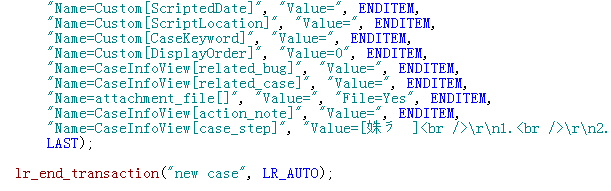 "Name=Custom[ScriptedDate]", "Value=", ENDITEM,
"Name=Custom[ScriptLocation]", "Value=", ENDITEM,
"Name=Custom[CaseKeyword]", "Value=", ENDITEM,
"Name=Custom[DisplayOrder]", "Value=0", ENDITEM,
"Name=CaseInfoView[related_bug]", "Value=", ENDITEM,
"Name=CaseInfoView[related_case]", "Value=", ENDITEM,
"Name=attachment_file[]", "Value=", "File=Yes", ENDITEM,
"Name=CaseInfoView[action_note]", "Value=", ENDITEM,
"Name=CaseInfoView[case_step]", "Value=[妹ㄋ ]<br />\r\n1.<br />\r\n2.
LAST);
lr_end_transaction("new case", LR_AUTO);